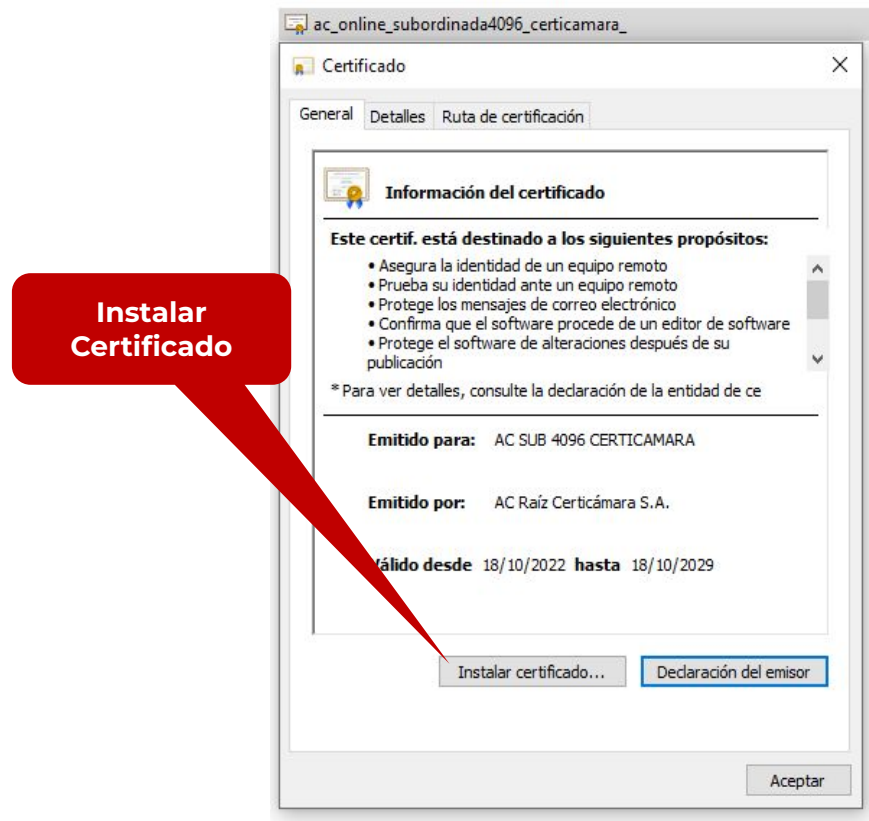 ac_online_subordinada4096_certicamara_
Certificado
General Detalles Ruta de certificación
Información del certificado
Este certif. está destinado a los siguientes propósitos:
• Asegura la identidad de un equipo remoto
• Prueba su identidad ante un equipo remoto
• Protege los mensajes de correo electrónico
• Confirma que el software procede de un editor de software
• Protege el software de alteraciones después de su
publicación
* Para ver detalles, consulte la declaración de la entidad de ce
Instalar
Certificado
Emitido para: AC SUB 4096 CERTICAMARA
Emitido por: AC Raíz Certicámara S.A.
Válido desde 18/10/2022 hasta 18/10/2029
Instalar certificado... Declaración del emisor
Aceptar